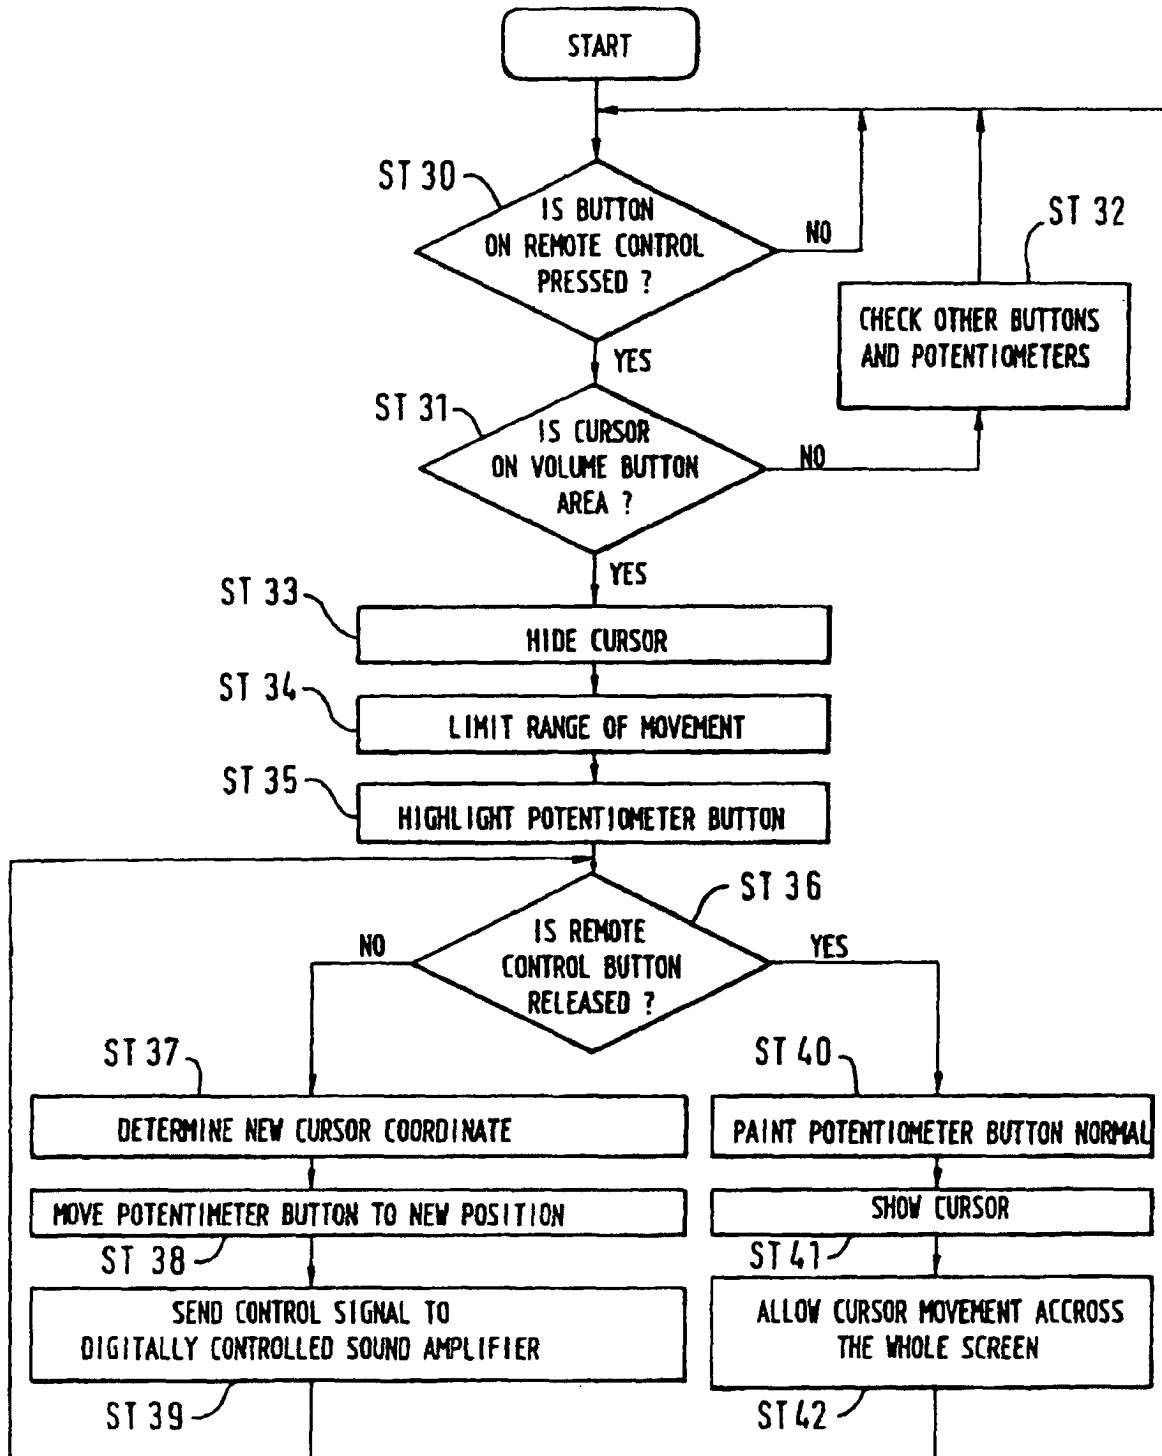 START
ST 30
IS BUTTON
ON REMOTE CONTROL
PRESSED ?
NO
ST 32
CHECK OTHER BUTTONS
AND POTENTIOMETERS
YES
ST 31
IS CURSOR
ON VOLUME BUTTON
AREA ?
NO
YES
ST 33
HIDE CURSOR
ST 34
LIMIT RANGE OF MOVEMENT
ST 35
HIGHLIGHT POTENTIOMETER BUTTON
ST 36
IS REMOTE
CONTROL BUTTON
RELEASED ?
NO
YES
ST 37
DETERMINE NEW CURSOR COORDINATE
MOVE POTENTIMETER BUTTON TO NEW POSITION
ST 38
SEND CONTROL SIGNAL TO
DIGITALLY CONTROLLED SOUND AMPLIFIER
ST 39
ST 40
PAINT POTENTIOMETER BUTTON NORMAL
SHOW CURSOR
ST 41
ALLOW CURSOR MOVEMENT ACCROSS
THE WHOLE SCREEN
ST 42